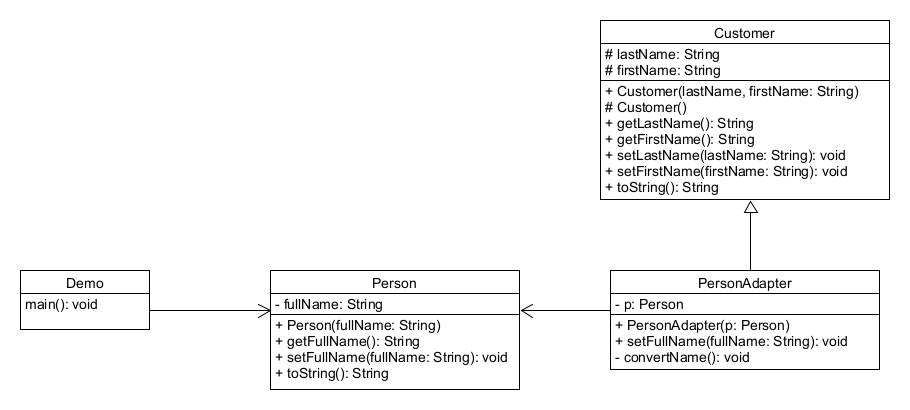 Customer
# lastName: String
# firstName: String
+ Customer(lastName, firstName: String)
# Customer()
+ getLastName(): String
+ getFirstName(): String
+ setLastName(lastName: String): void
+ setFirstName(firstName: String): void
+ toString(): String
Demo
main(): void
Person
- fullName: String
+ Person(fullName: String)
+ getFullName(): String
+ setFullName(fullName: String): void
+ toString(): String
PersonAdapter
- p: Person
+ PersonAdapter(p: Person)
+ setFullName(fullName: String): void
- convertName(): void